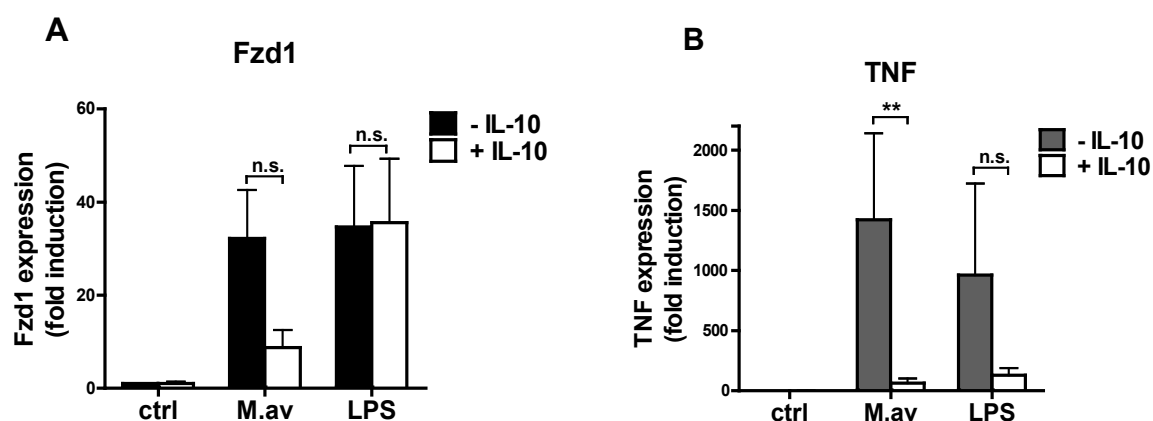 A
Fzd1
Fzd1 expression
(fold induction)
60
40
20
0
n.s.
n.s.
- IL-10
+ IL-10
ctrl
M.av
LPS
B
TNF
TNF expression
(fold induction)
2000
1500
1000
500
0
**
n.s.
- IL-10
+ IL-10
ctrl
M.av
LPS